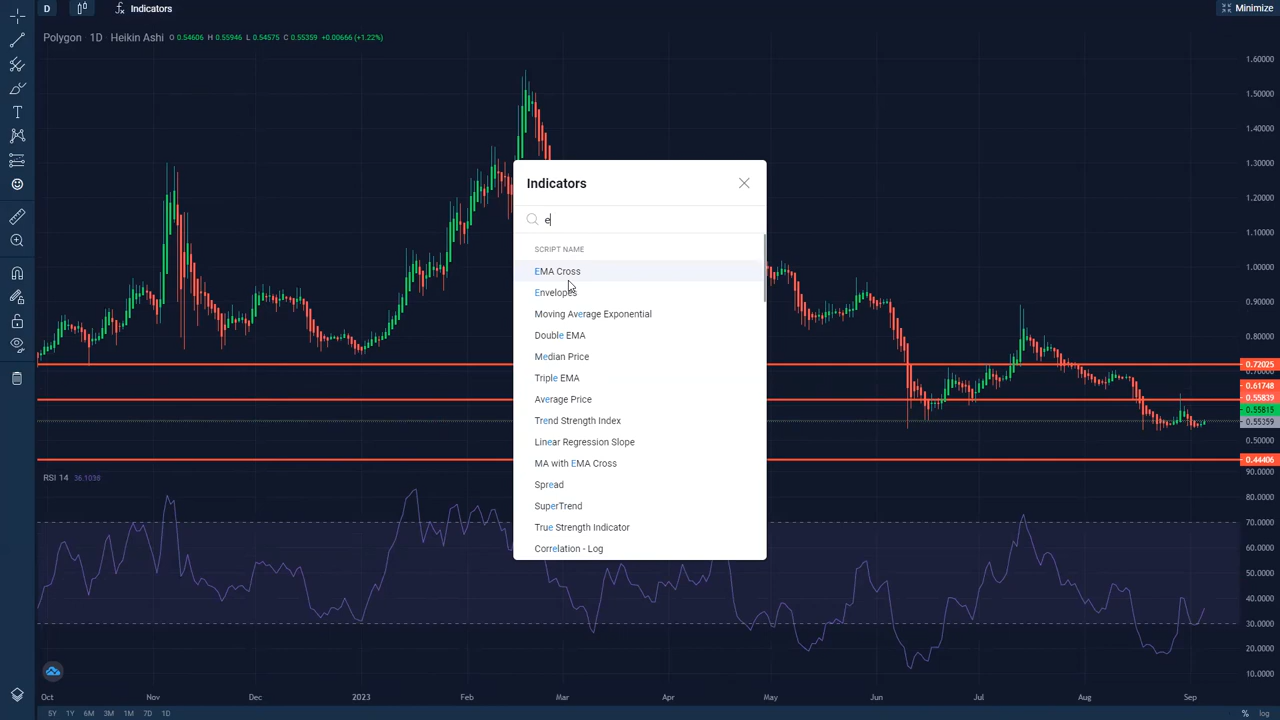 D Indicators Minimize
Polygon 1D Heikin Ashi O 0.54606 H 0.55946 L 0.54575 C 0.55359 +0.00666 (+1.22%)
1.60000
1.50000
1.40000
1.30000
1.20000
1.10000
1.00000
0.90000
0.80000
0.72025
0.61748
0.55839
0.55815
0.55359
0.50000
0.44406
Indicators
e
SCRIPT NAME
EMA Cross
Envelopes
Moving Average Exponential
Double EMA
Median Price
Triple EMA
Average Price
Trend Strength Index
Linear Regression Slope
MA with EMA Cross
Spread
SuperTrend
True Strength Indicator
Correlation - Log
RSI 14 36.1038
90.0000
80.0000
70.0000
60.0000
50.0000
40.0000
30.0000
20.0000
10.0000
Oct Nov Dec 2023 Feb Mar Apr May Jun Jul Aug Sep
5Y 1Y 6M 3M 1M 7D 1D % log